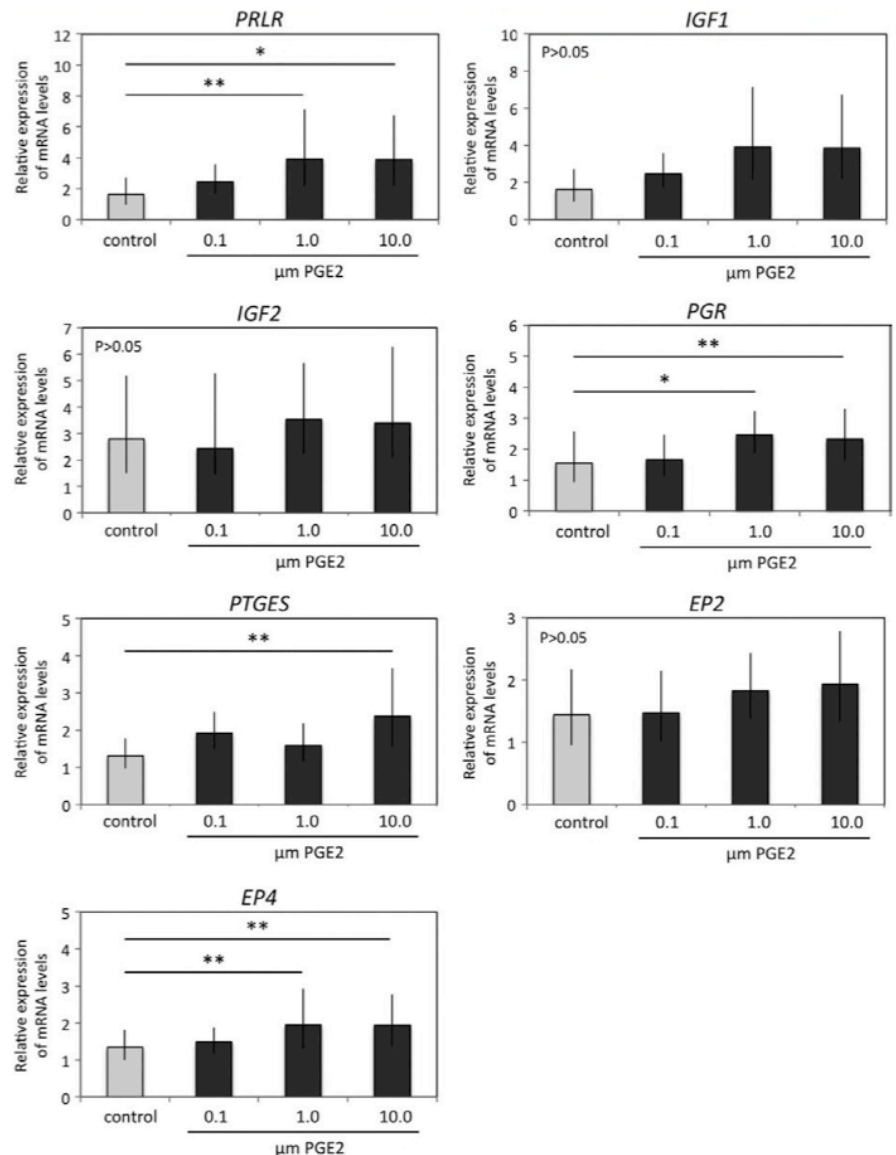 PRLR
Relative expression
of mRNA levels
12
10
8
6
4
2
0
*
**
control
0.1
1.0
10.0
μm PGE2
IGF1
Relative expression
of mRNA levels
10
8
6
4
2
0
P>0.05
control
0.1
1.0
10.0
μm PGE2
IGF2
Relative expression
of mRNA levels
7
6
5
4
3
2
1
0
P>0.05
control
0.1
1.0
10.0
μm PGE2
PGR
Relative expression
of mRNA levels
6
5
4
3
2
1
0
**
*
control
0.1
1.0
10.0
μm PGE2
PTGES
Relative expression
of mRNA levels
5
4
3
2
1
0
**
control
0.1
1.0
10.0
μm PGE2
EP2
Relative expression
of mRNA levels
3
2
1
0
P>0.05
control
0.1
1.0
10.0
μm PGE2
EP4
Relative expression
of mRNA levels
5
4
3
2
1
0
**
**
control
0.1
1.0
10.0
μm PGE2